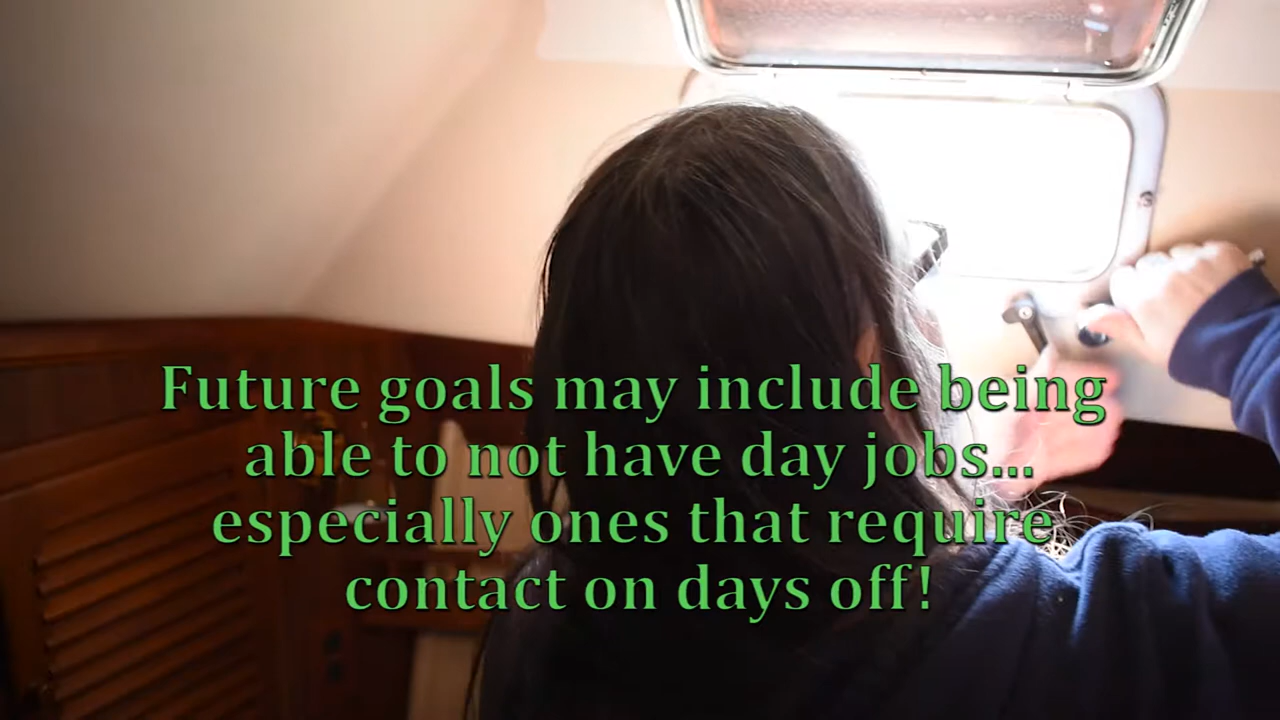 Future goals may include being
able to not have day jobs...
especially ones that require
contact on days off!